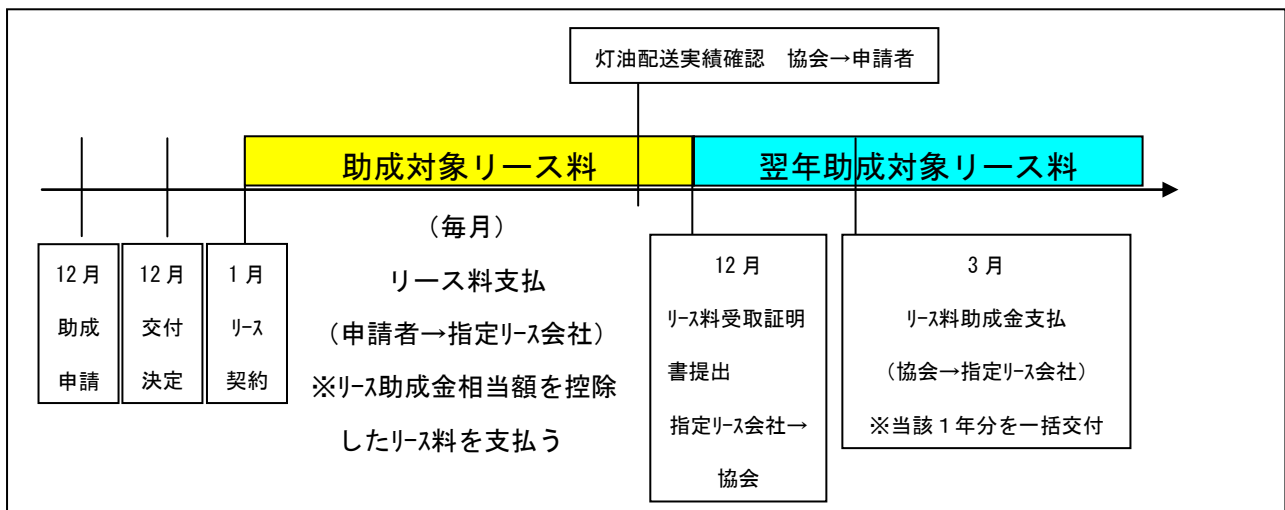 灯油配送実績確認　協会→申請者
助成対象リース料
翌年助成対象リース料
12月
助成
申請
12月
交付
決定
1月
ﾘｰｽ
契約
（毎月）
リース料支払
（申請者→指定ﾘｰｽ会社）
※ﾘｰｽ助成金相当額を控除
したﾘｰｽ料を支払う
12月
ﾘｰｽ料受取証明
書提出
指定ﾘｰｽ会社→
協会
3月
ﾘｰｽ料助成金支払
（協会→指定ﾘｰｽ会社）
※当該１年分を一括交付